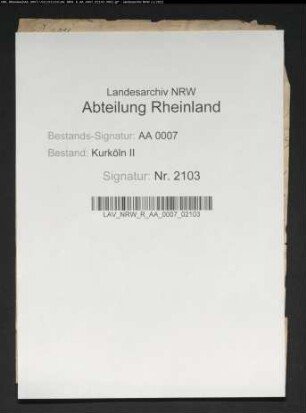 Landesarchiv NRW
Abteilung Rheinland
Bestands-Signatur: AA 0007
Bestand: Kurköln II
Signatur: Nr. 2103
LAV_NRW_R_AA_0007_02103